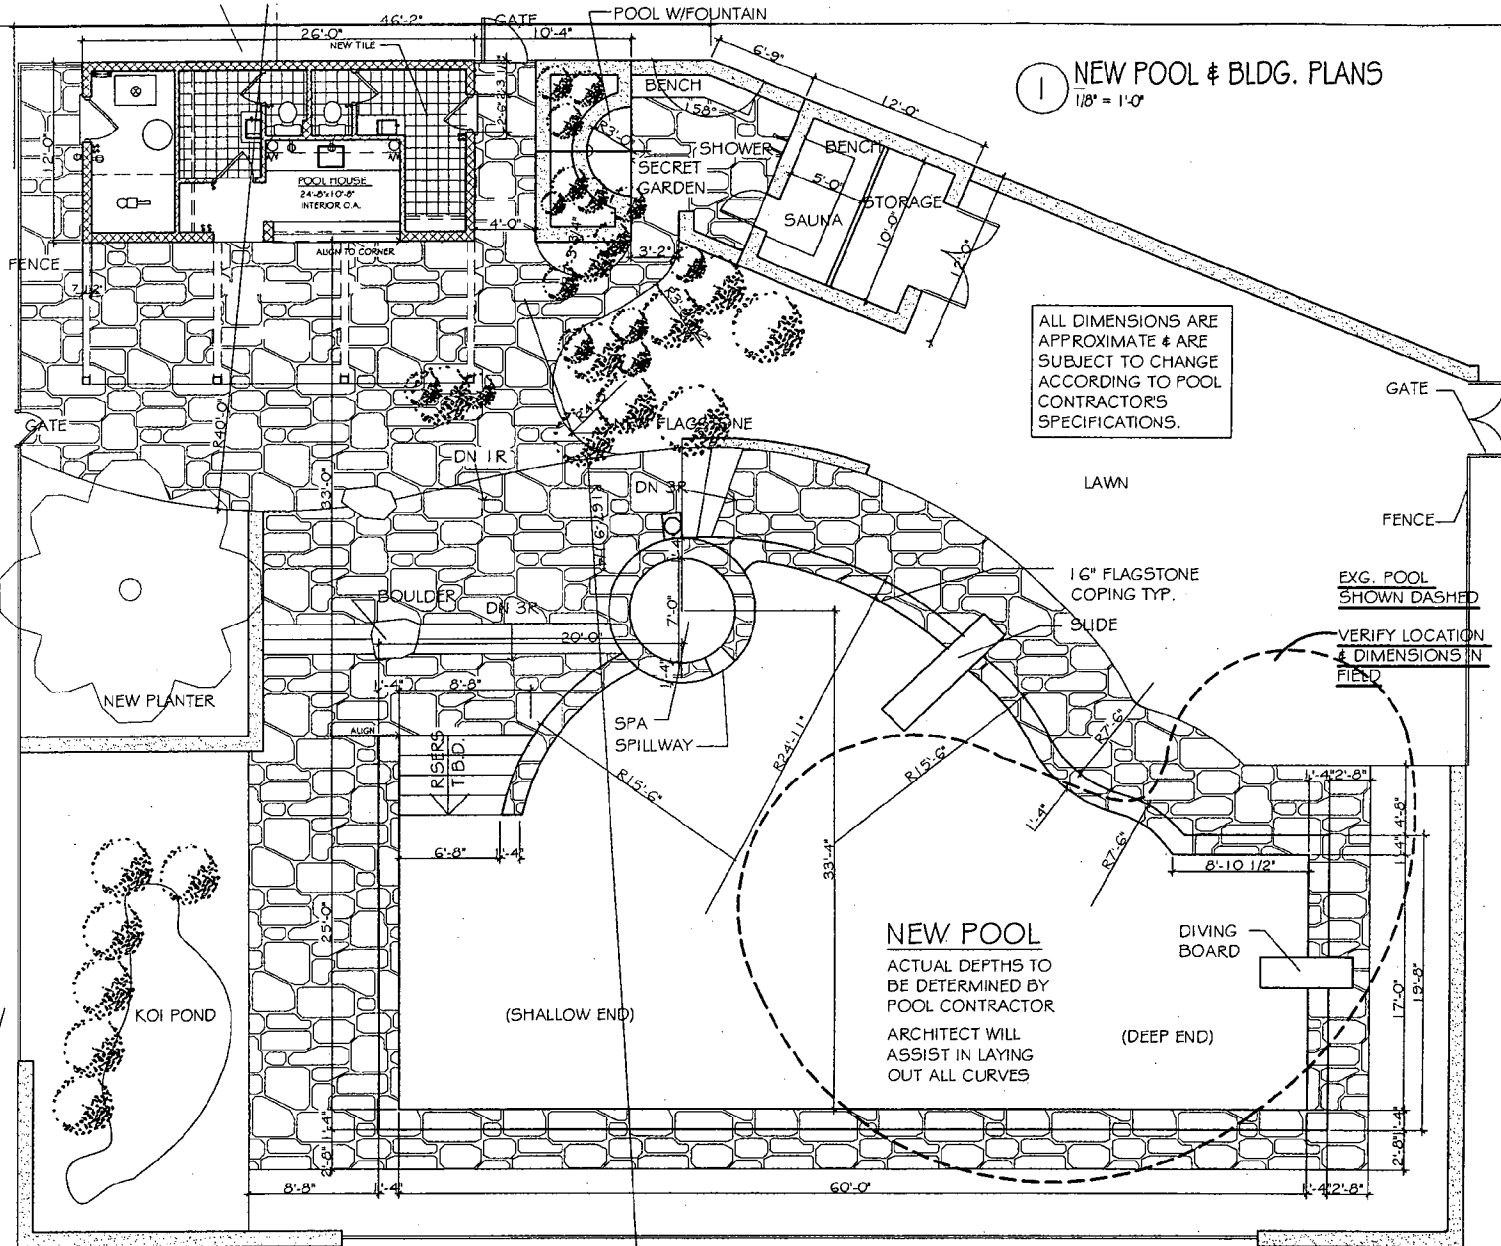 46'-2"
GATE
POOL W/FOUNTAIN
26'-0"
10'-4"
NEW TILE
6'-9"
1
NEW POOL & BLDG. PLANS
1/8" = 1'-0"
BENCH
158°
12'-0"
R3'-0"
SHOWER
BENCH
12'-0"
SECRET
GARDEN
5'-0"
STORAGE
SAUNA
10'-0"
12'-0"
POOL HOUSE
24'-8"x10'-8"
INTERIOR O.A.
4'-0"
3'-2"
ALIGN TO CORNER
FENCE
ALL DIMENSIONS ARE
APPROXIMATE & ARE
SUBJECT TO CHANGE
ACCORDING TO POOL
CONTRACTOR'S
SPECIFICATIONS.
GATE
GATE
R40'-0"
FLAGSTONE
DN 1R
33'-0"
DN 3R
LAWN
FENCE
16" FLAGSTONE
COPING TYP.
SLIDE
EXG. POOL
SHOWN DASHED
VERIFY LOCATION
& DIMENSIONS IN
FIELD
BOULDER
DN 3R
7'-0"
20'-0"
1'-4"
1'-4"
8'-8"
NEW PLANTER
SPA
SPILLWAY
ALIGN
RISERS
T.B.D.
R15'-6"
R24'-11"
R15'-6"
R7'-6"
1'-4"
R7'-6"
1'-4"
2'-8"
4'-8"
1'-4"
6'-8"
1'-4"
33'-4"
8'-10 1/2"
25'-0"
NEW POOL
ACTUAL DEPTHS TO
BE DETERMINED BY
POOL CONTRACTOR
ARCHITECT WILL
ASSIST IN LAYING
OUT ALL CURVES
DIVING
BOARD
17'-0"
19'-8"
KOI POND
(SHALLOW END)
(DEEP END)
1'-4"
2'-8"
1'-4"
2'-8"
8'-8"
1'-4"
60'-0"
1'-4"
2'-8"